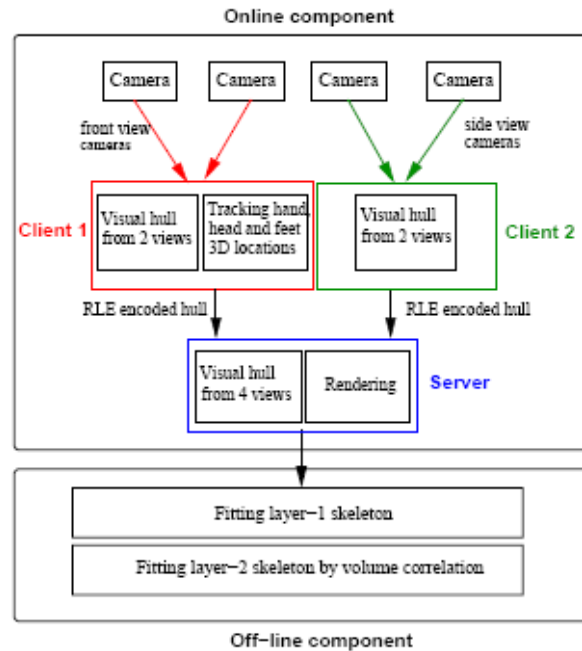 Online component
Camera
Camera
Camera
Camera
front view
cameras
side view
cameras
Client 1
Visual hull
from 2 views
Tracking hand,
head and feet
3D locations
Visual hull
from 2 views
Client 2
RLE encoded hull
RLE encoded hull
Visual hull
from 4 views
Rendering
Server
Fitting layer−1 skeleton
Fitting layer−2 skeleton by volume correlation
Off−line component